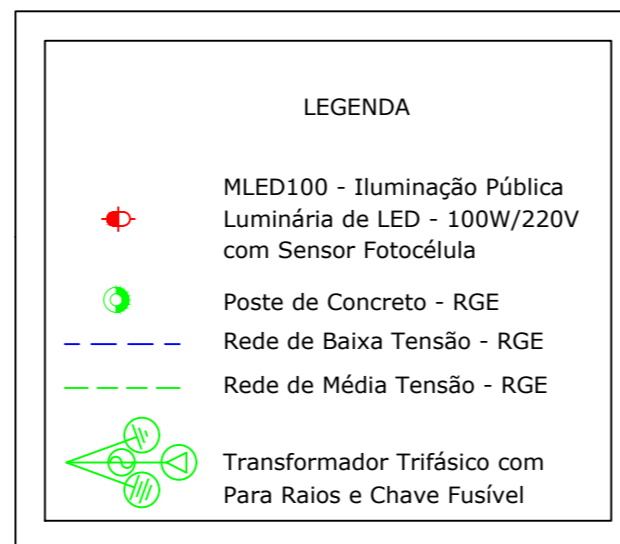 LEGENDA
MLED100 - Iluminação Pública
Luminária de LED - 100W/220V
com Sensor Fotocélula
Poste de Concreto - RGE
Rede de Baixa Tensão - RGE
Rede de Média Tensão - RGE
Transformador Trifásico com
Para Raios e Chave Fusível